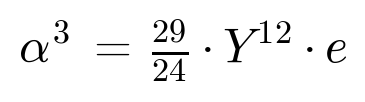 α³ = 29/24 · Y¹² · e